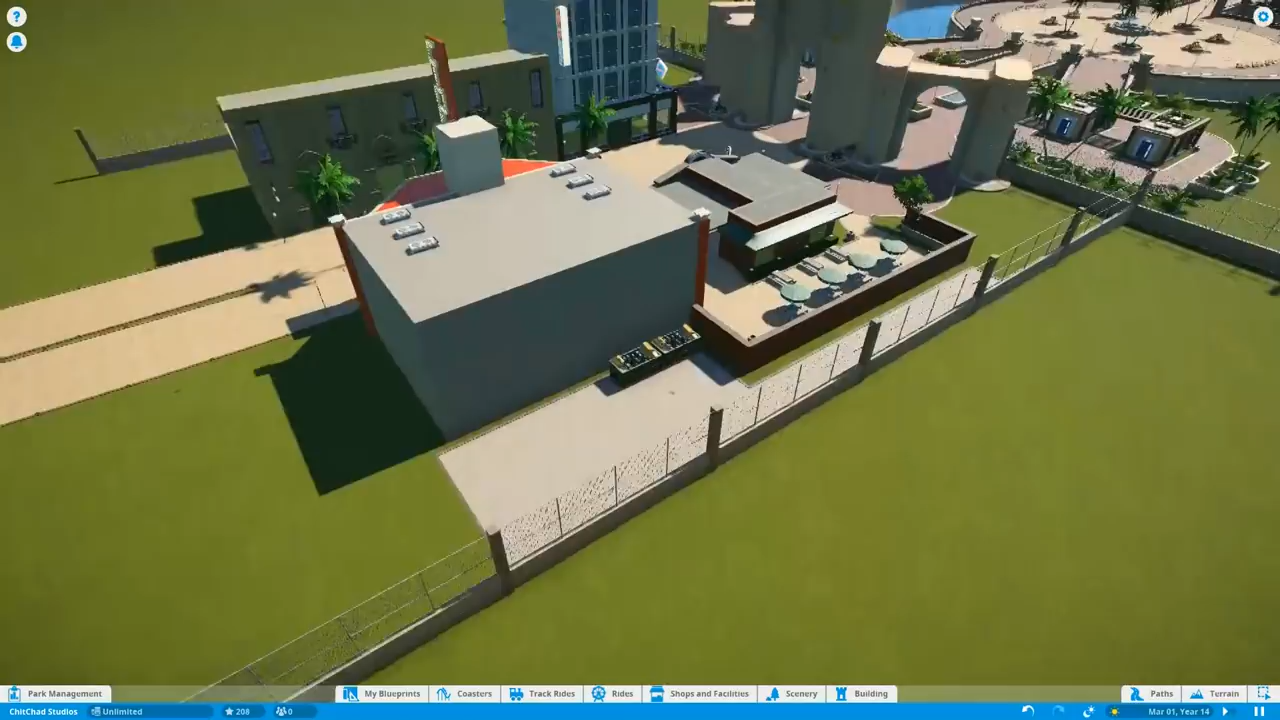 ?
Park Management
My Blueprints
Coasters
Track Rides
Rides
Shops and Facilities
Scenery
Building
Paths
Terrain
ChitChad Studios
Unlimited
208
0
Mar 01, Year 14